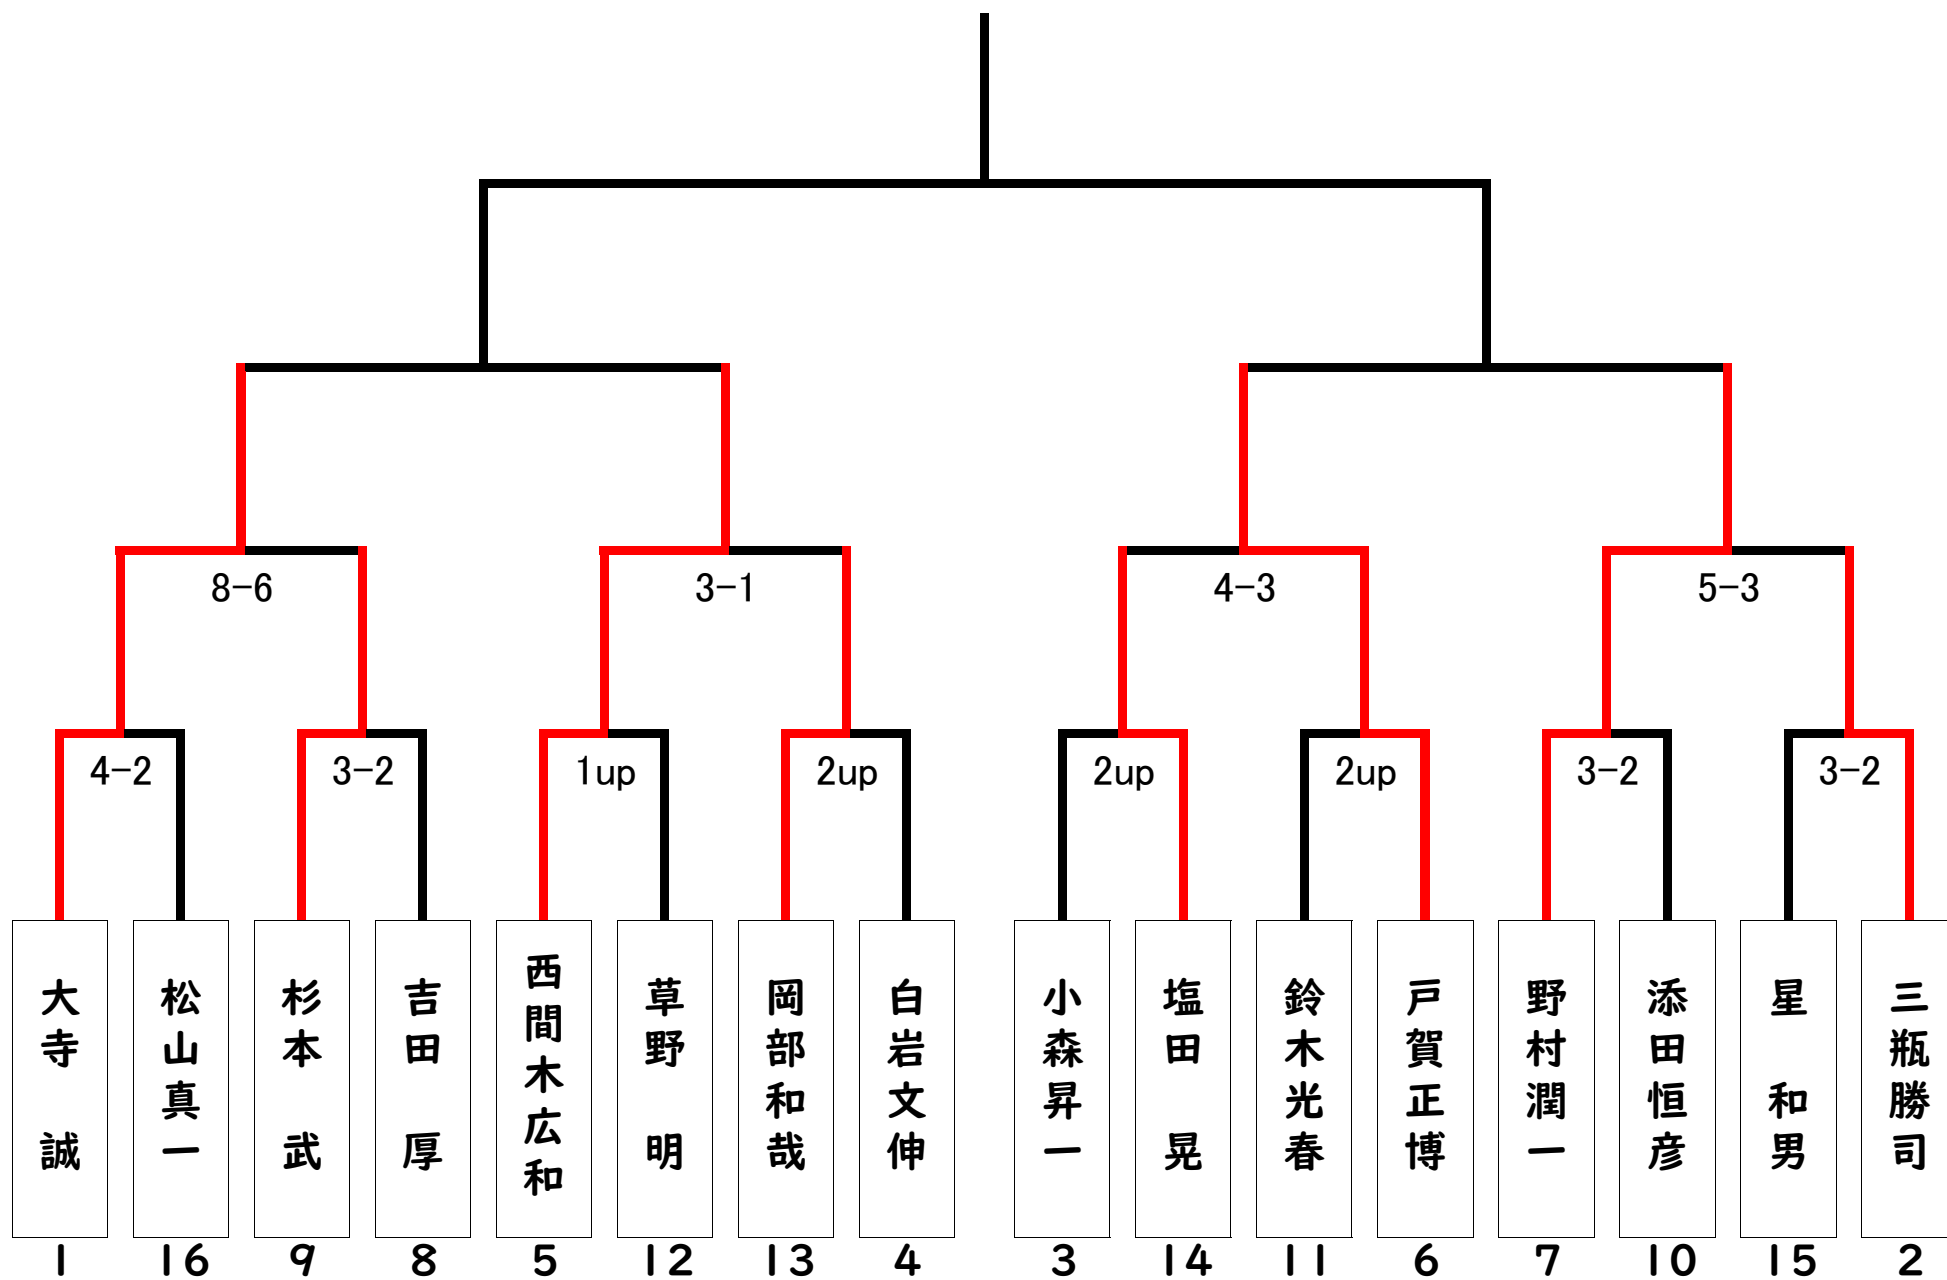 8-6
3-1
4-3
5-3
4-2
3-2
1up
2up
2up
2up
3-2
3-2
大寺　誠
松山真一
杉本　武
吉田　厚
西間木広和
草野　明
岡部和哉
白岩文伸
小森昇一
塩田　晃
鈴木光春
戸賀正博
野村潤一
添田恒彦
星　和男
三瓶勝司
1
16
9
8
5
12
13
4
3
14
11
6
7
10
15
2